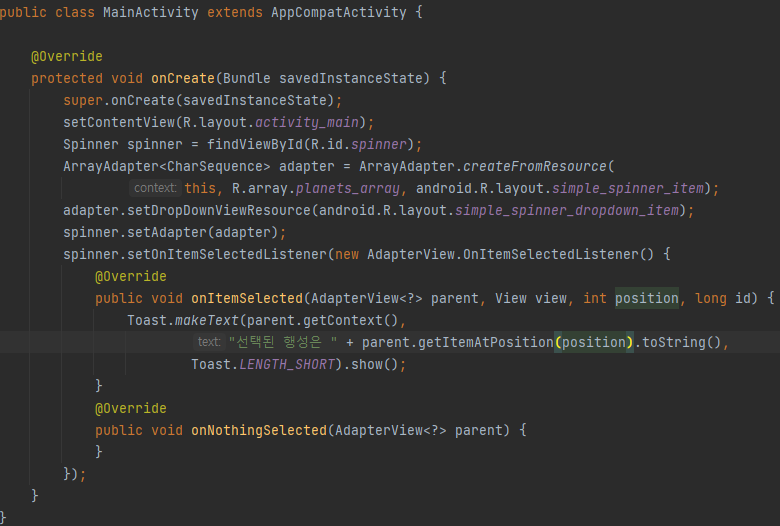 public class MainActivity extends AppCompatActivity {
@Override
protected void onCreate(Bundle savedInstanceState) {
super.onCreate(savedInstanceState);
setContentView(R.layout.activity_main);
Spinner spinner = findViewById(R.id.spinner);
ArrayAdapter<CharSequence> adapter = ArrayAdapter.createFromResource(
context: this, R.array.planets_array, android.R.layout.simple_spinner_item);
adapter.setDropDownViewResource(android.R.layout.simple_spinner_dropdown_item);
spinner.setAdapter(adapter);
spinner.setOnItemSelectedListener(new AdapterView.OnItemSelectedListener() {
@Override
public void onItemSelected(AdapterView<?> parent, View view, int position, long id) {
Toast.makeText(parent.getContext(),
text: "선택된 행성은 " + parent.getItemAtPosition(position).toString(),
Toast.LENGTH_SHORT).show();
}
@Override
public void onNothingSelected(AdapterView<?> parent) {
}
});
}
}